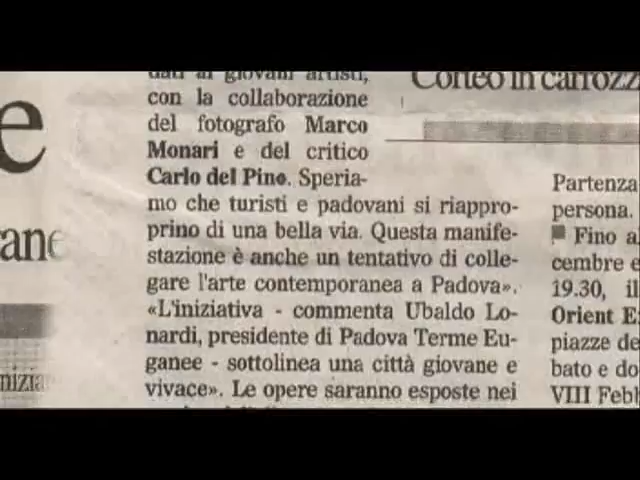 dati ai giovani artisti,
con la collaborazione
del fotografo Marco
Monari e del critico
Carlo del Pino. Speria-
mo che turisti e padovani si riappro-
prino di una bella via. Questa manife-
stazione è anche un tentativo di colle-
gare l'arte contemporanea a Padova».
«L'iniziativa - commenta Ubaldo Lo-
nardi, presidente di Padova Terme Eu-
ganee - sottolinea una città giovane e
vivace». Le opere saranno esposte nei
Corteo in carrozz
Partenza
persona.
Fino al
cembre e
19.30, il
Orient E
piazze de
bato e do
VIII Febb
e
ane
nizia